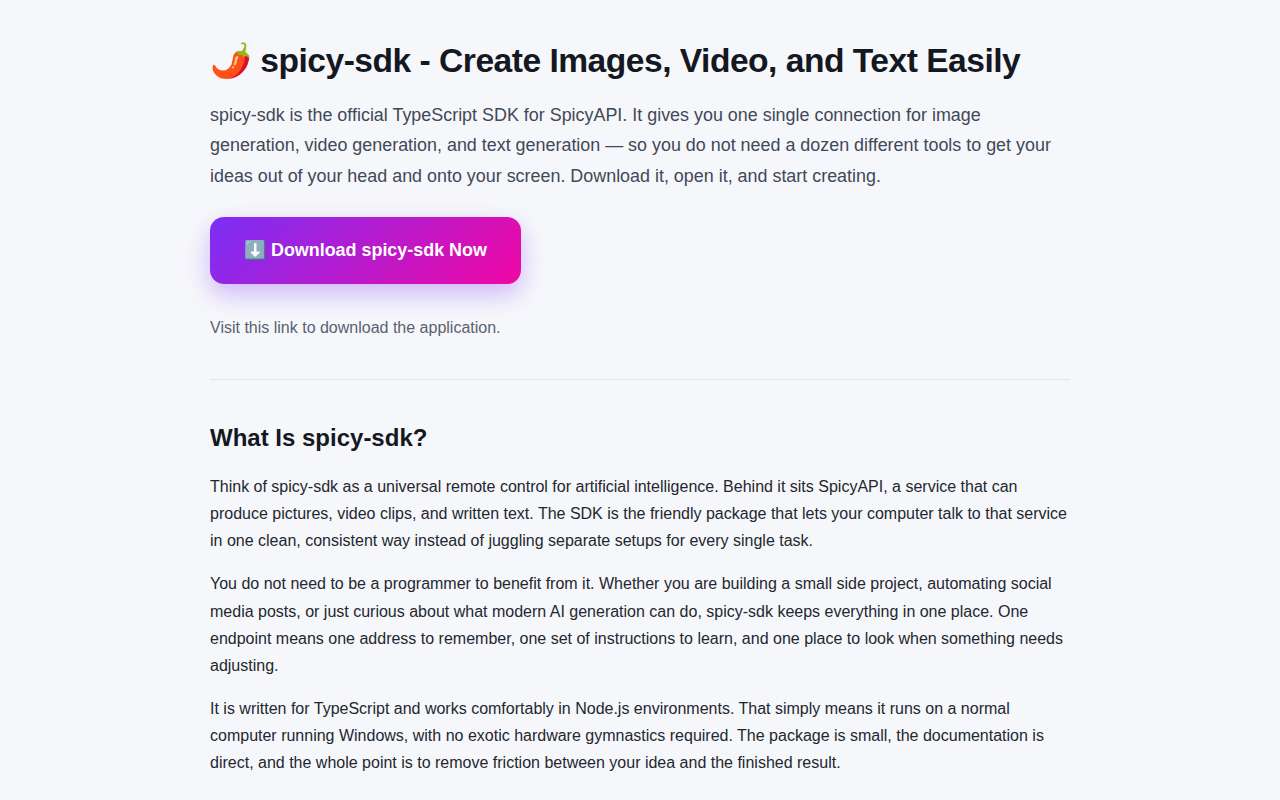 🌶️ spicy-sdk - Create Images, Video, and Text Easily
spicy-sdk is the official TypeScript SDK for SpicyAPI. It gives you one single connection for image
generation, video generation, and text generation — so you do not need a dozen different tools to get your
ideas out of your head and onto your screen. Download it, open it, and start creating.
⬇️ Download spicy-sdk Now
Visit this link to download the application.
What Is spicy-sdk?
Think of spicy-sdk as a universal remote control for artificial intelligence. Behind it sits SpicyAPI, a service that can
produce pictures, video clips, and written text. The SDK is the friendly package that lets your computer talk to that service
in one clean, consistent way instead of juggling separate setups for every single task.
You do not need to be a programmer to benefit from it. Whether you are building a small side project, automating social
media posts, or just curious about what modern AI generation can do, spicy-sdk keeps everything in one place. One
endpoint means one address to remember, one set of instructions to learn, and one place to look when something needs
adjusting.
It is written for TypeScript and works comfortably in Node.js environments. That simply means it runs on a normal
computer running Windows, with no exotic hardware gymnastics required. The package is small, the documentation is
direct, and the whole point is to remove friction between your idea and the finished result.